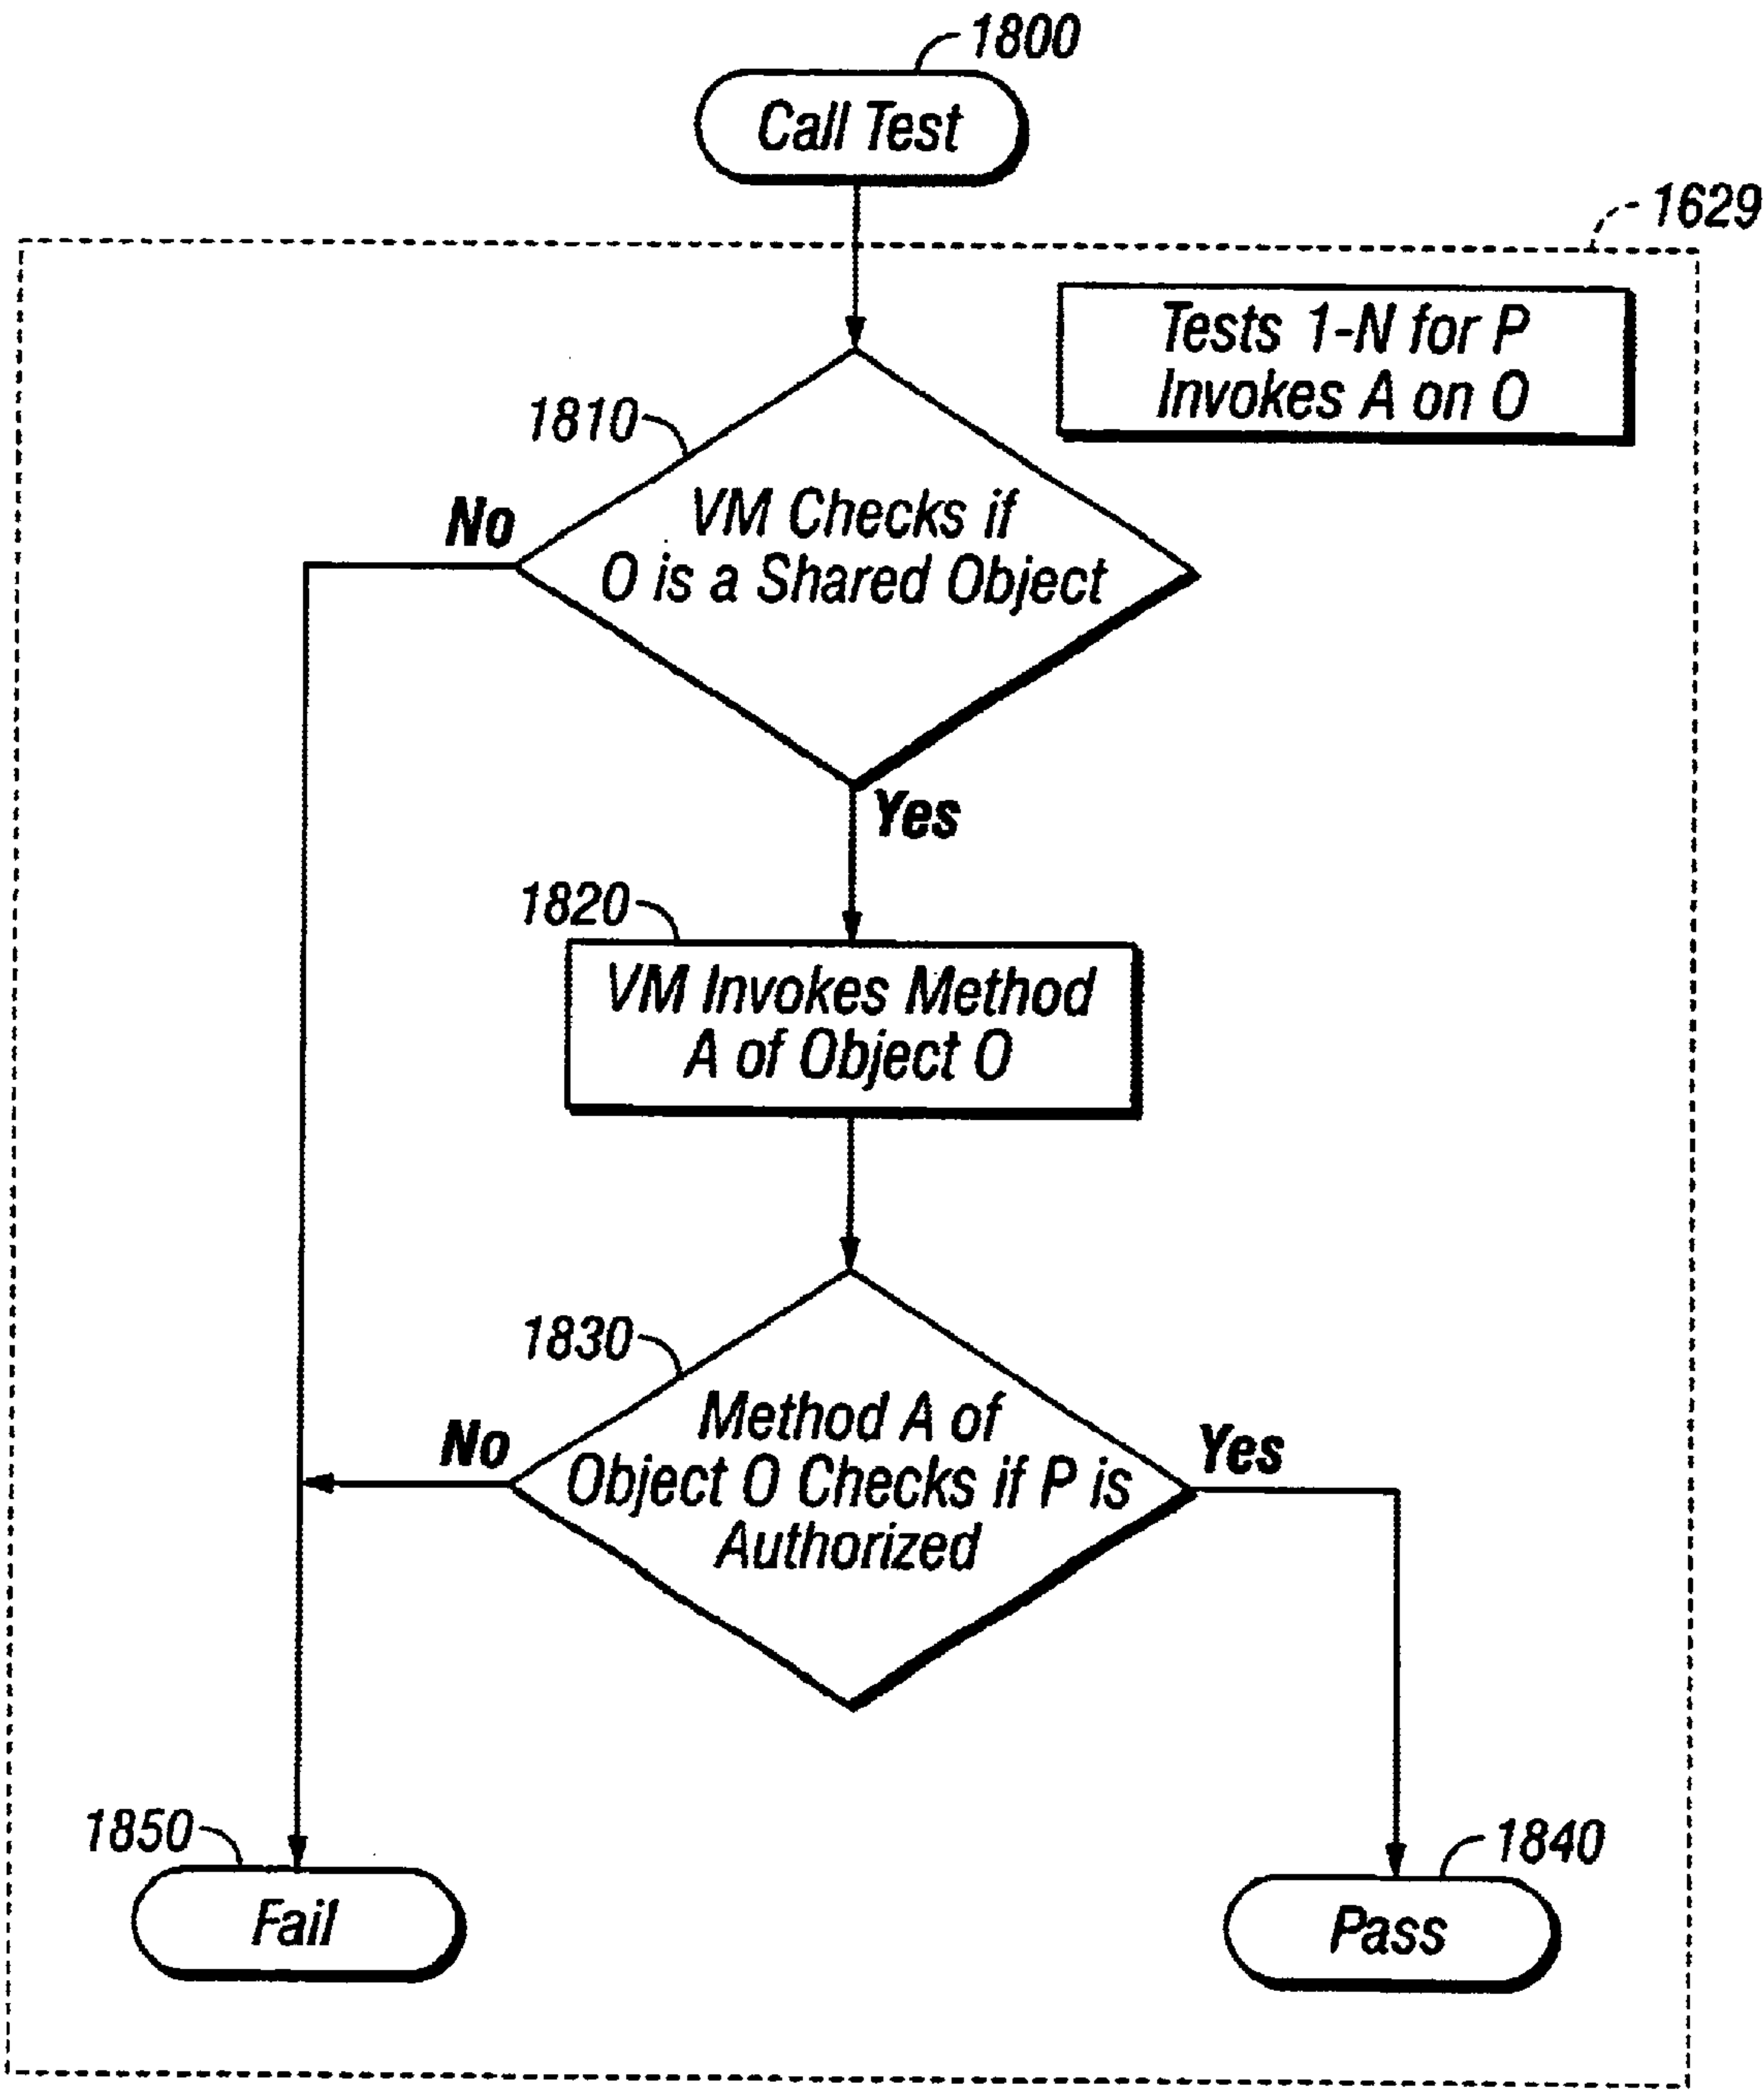 1800
Call Test
1629
Tests 1-N for P
Invokes A on O
1810
No
VM Checks if
O is a Shared Object
Yes
1820
VM Invokes Method
A of Object O
1830
No
Method A of
Object O Checks if P is
Authorized
Yes
1850
Fail
1840
Pass